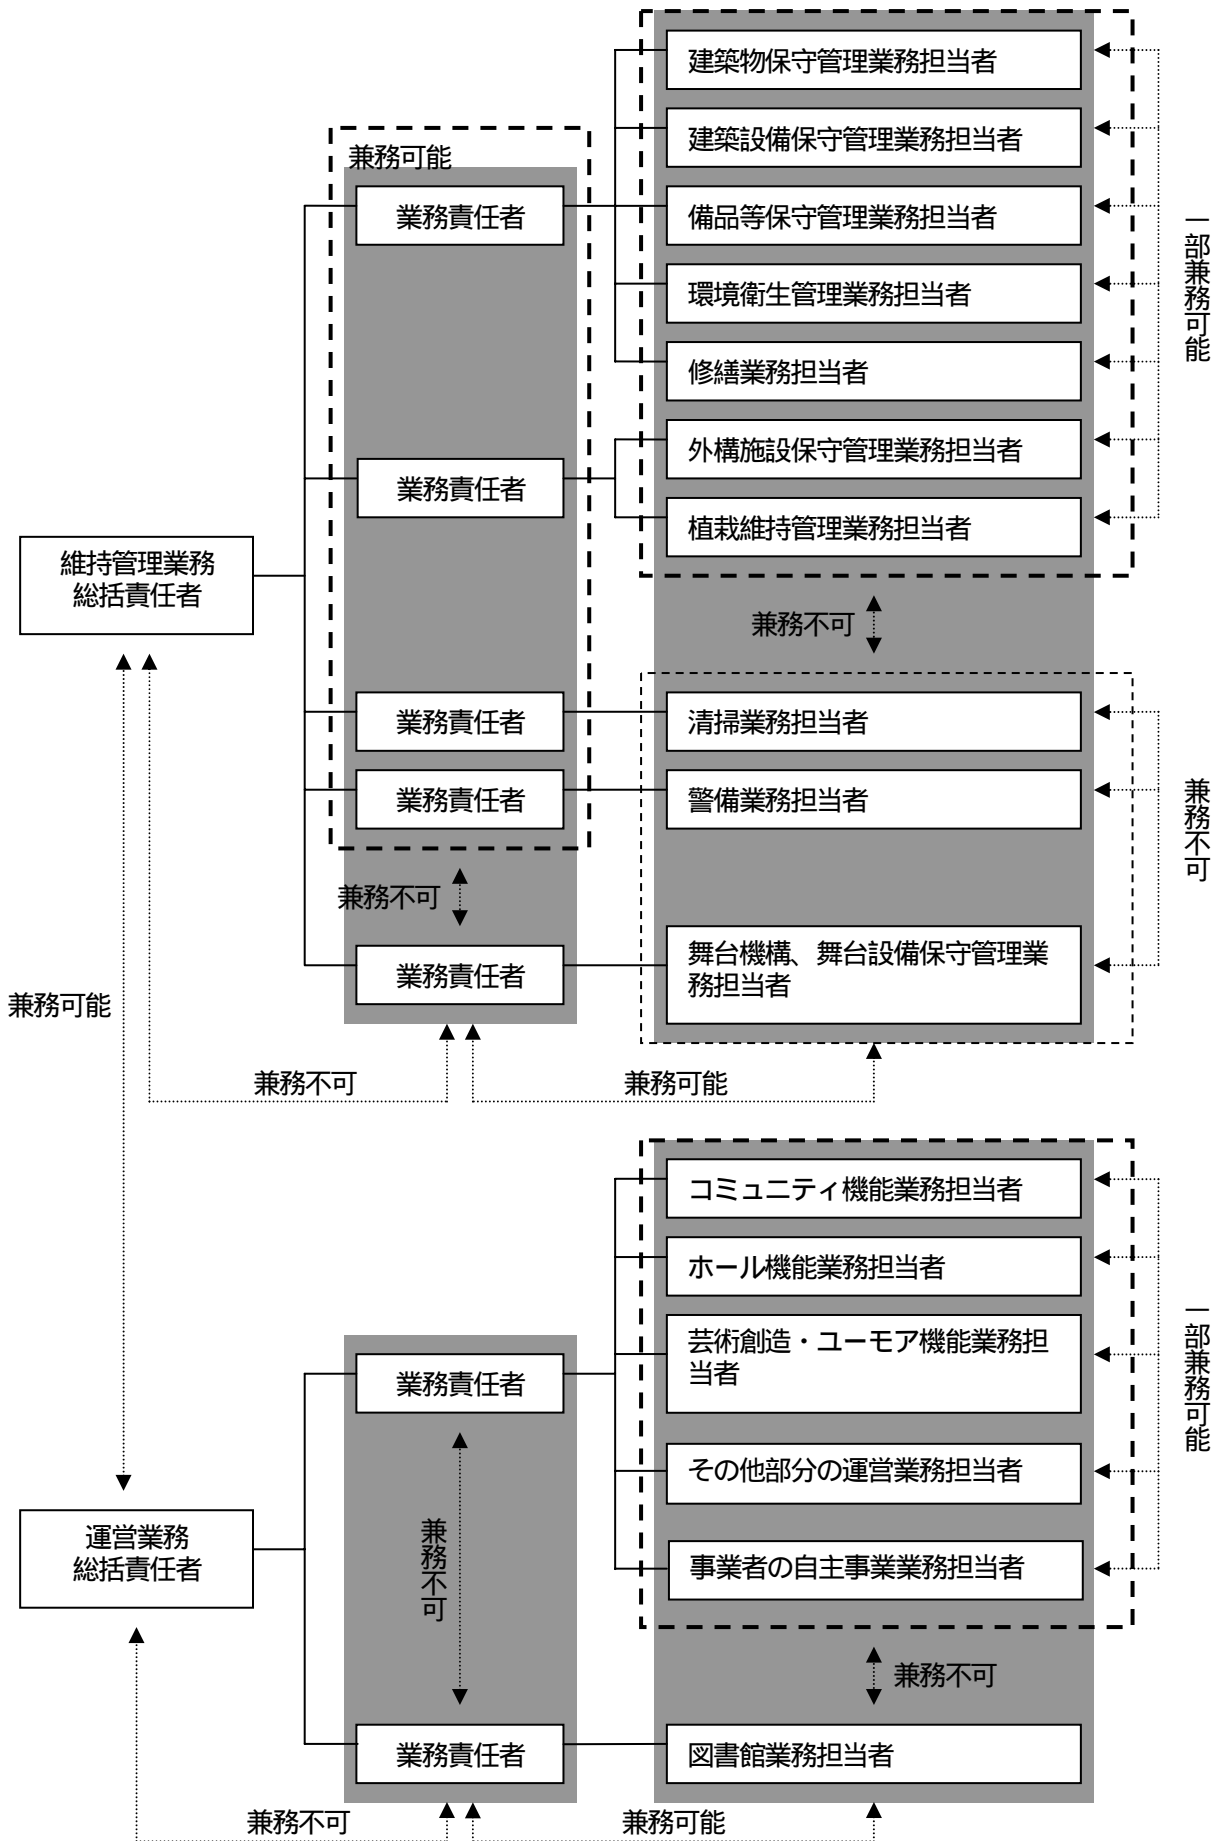 建築物保守管理業務担当者
建築設備保守管理業務担当者
兼務可能
業務責任者
備品等保守管理業務担当者
一部兼務可能
環境衛生管理業務担当者
修繕業務担当者
外構施設保守管理業務担当者
業務責任者
植栽維持管理業務担当者
維持管理業務
総括責任者
兼務不可
業務責任者
清掃業務担当者
業務責任者
警備業務担当者
兼務不可
兼務不可
業務責任者
舞台機構、舞台設備保守管理業
務担当者
兼務可能
兼務不可
兼務可能
コミュニティ機能業務担当者
ホール機能業務担当者
芸術創造・ユーモア機能業務担
当者
一部兼務可能
業務責任者
その他部分の運営業務担当者
運営業務
総括責任者
兼務不可
事業者の自主事業業務担当者
兼務不可
業務責任者
図書館業務担当者
兼務不可
兼務可能